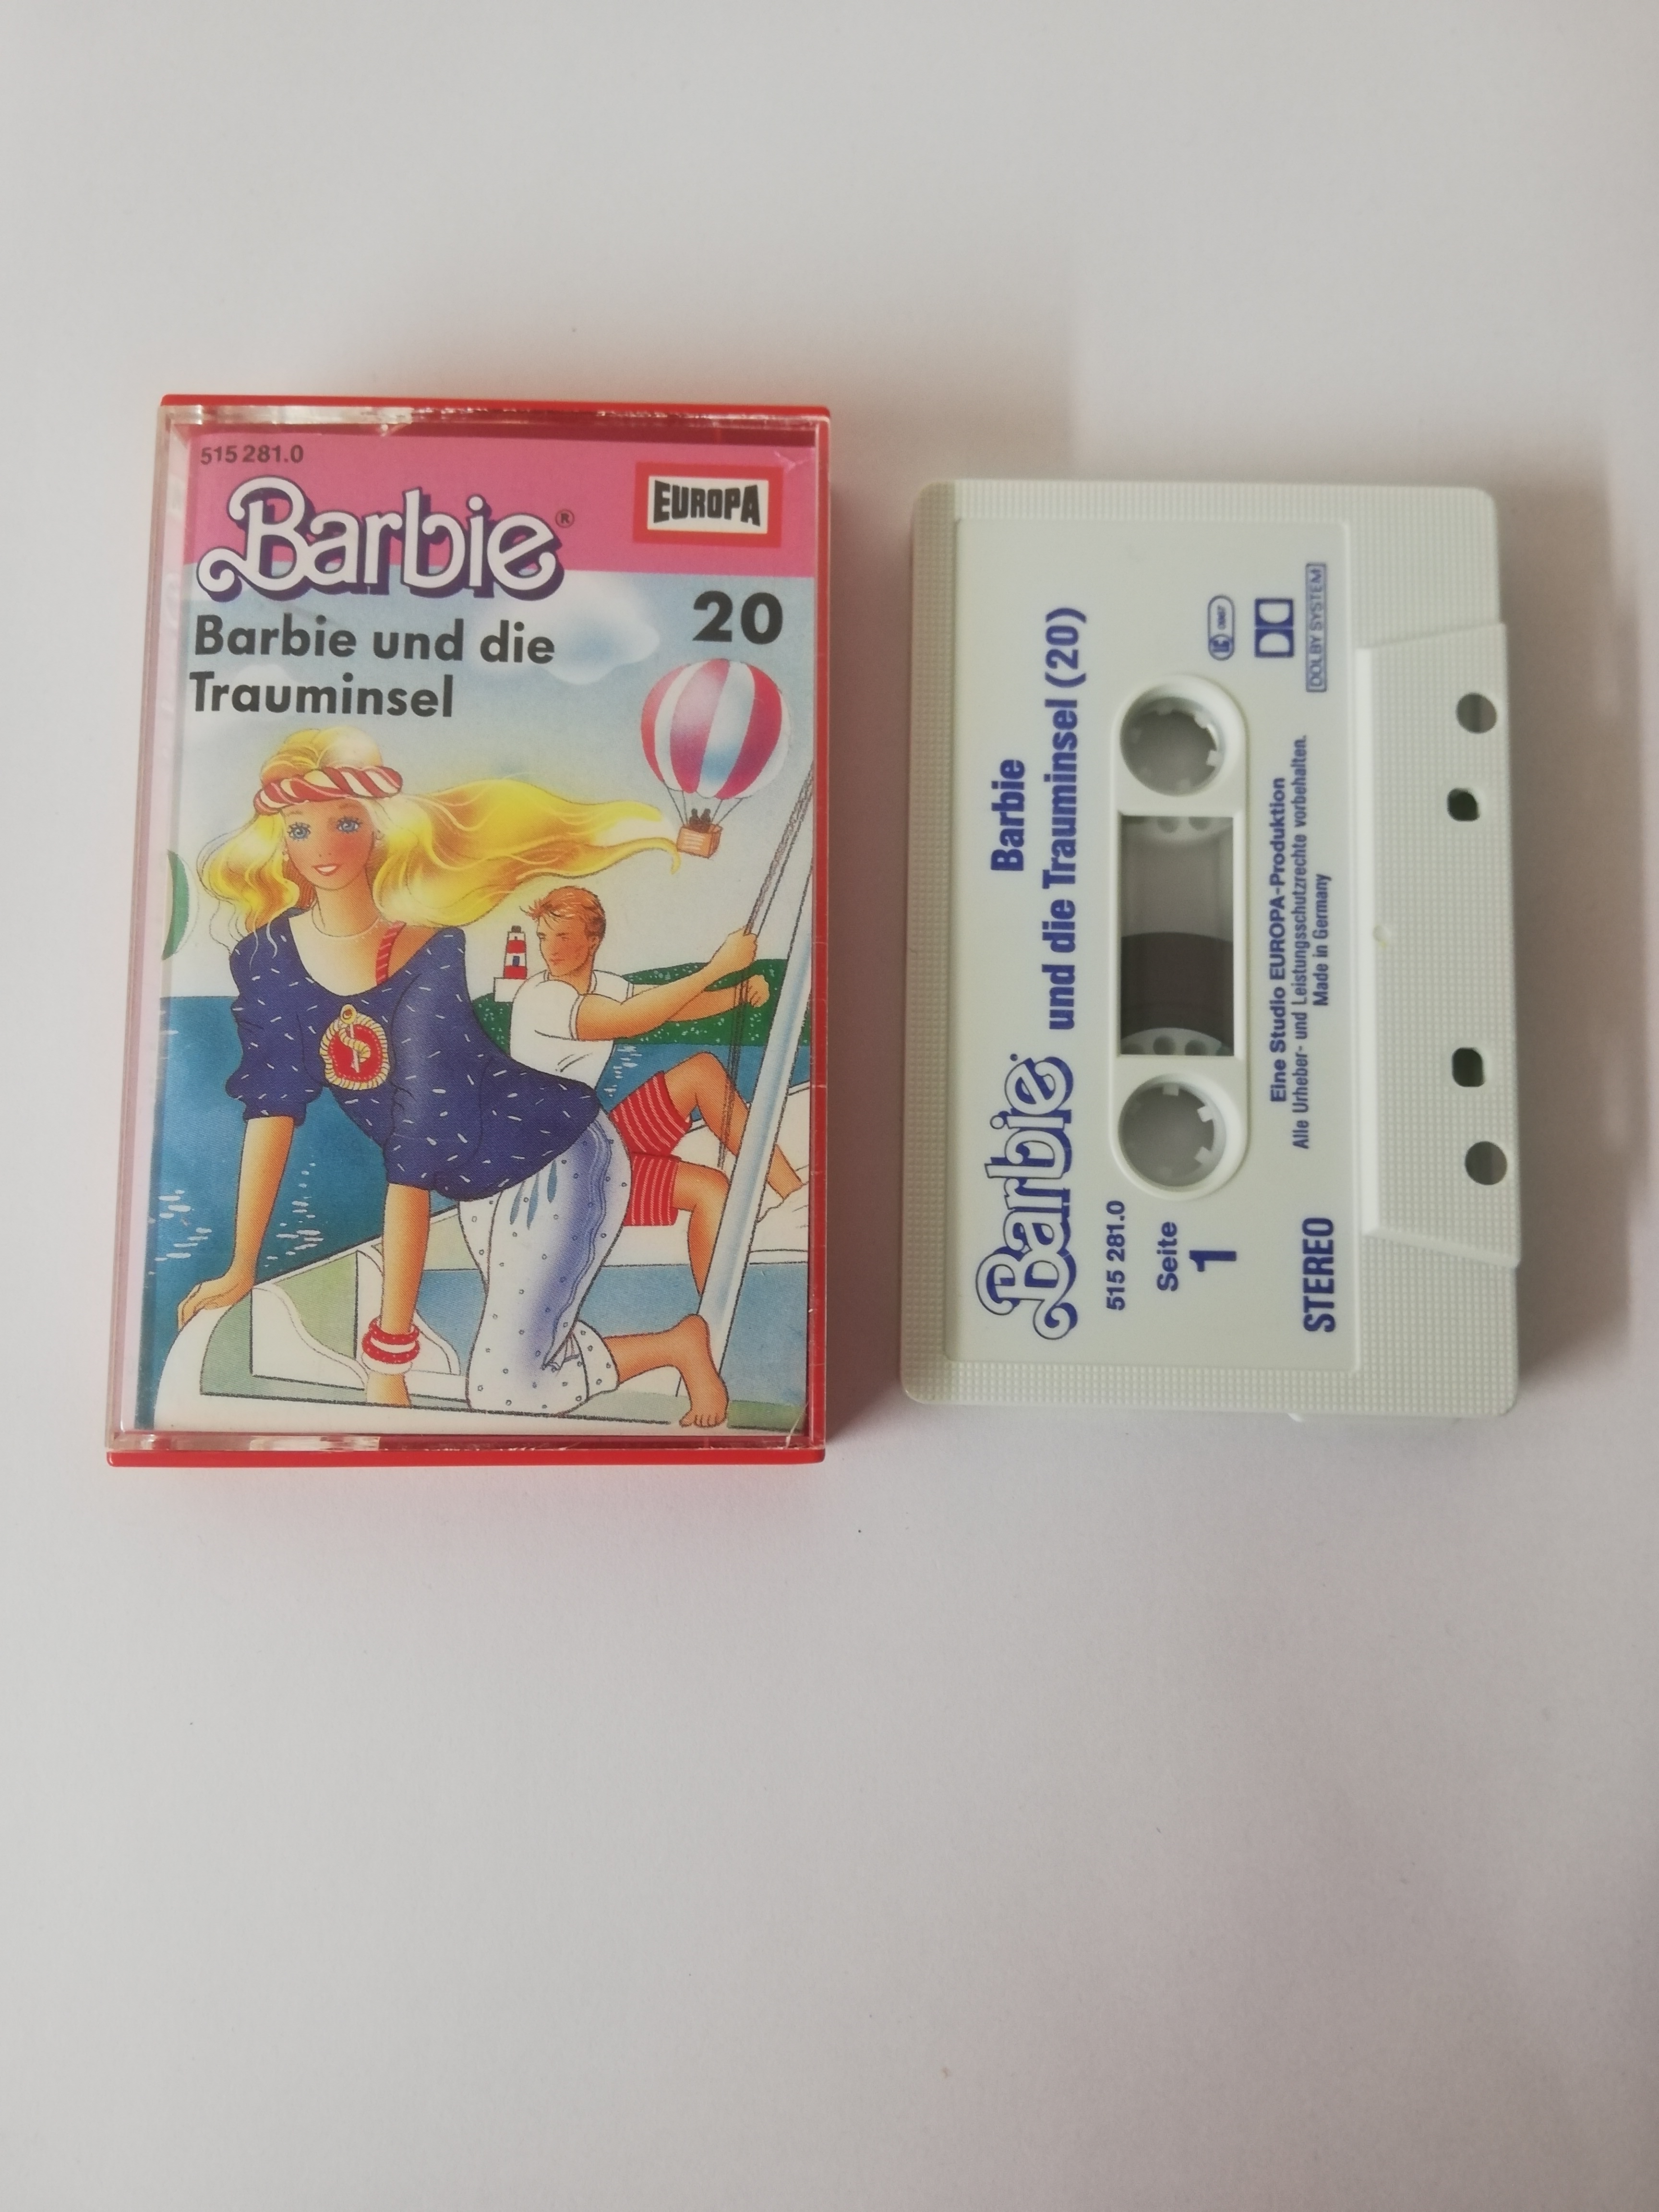 515 281.0
Barbie®
EUROPA
20
Barbie und die
Trauminsel
Barbie
Barbie
und die Trauminsel (20)
515 281.0
Seite
1
STEREO
Eine Studio EUROPA-Produktion
Alle Urheber- und Leistungsschutzrechte vorbehalten.
Made in Germany
DOLBY SYSTEM